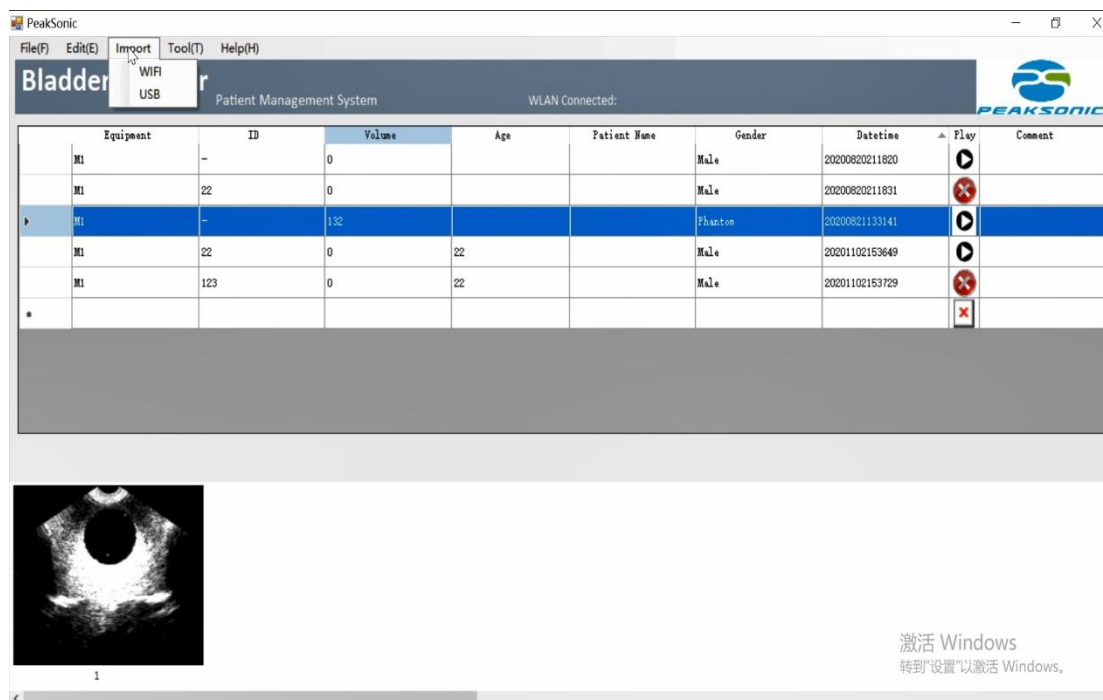 PeakSonic
File(F) Edit(E) Import Tool(T) Help(H)
WIFI
USB
Bladder r
Patient Management System
WLAN Connected:
PEAKSONIC
Equipment ID Volume Age Patient Name Gender Datetime Play Comment
M1 - 0 Male 20200820211820
M1 22 0 Male 20200820211831
M1 - 132 Phantom 20200821133141
M1 22 0 22 Male 20201102153649
M1 123 0 22 Male 20201102153729
1
激活 Windows
转到"设置"以激活 Windows。